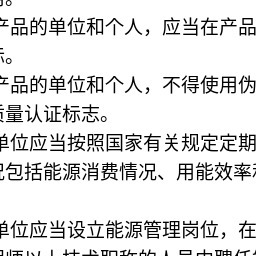 产品的单位和个人，应当在产品
标。
产品的单位和个人，不得使用伪
质量认证标志。
单位应当按照国家有关规定定期
况包括能源消费情况、用能效率和
单位应当设立能源管理岗位，在